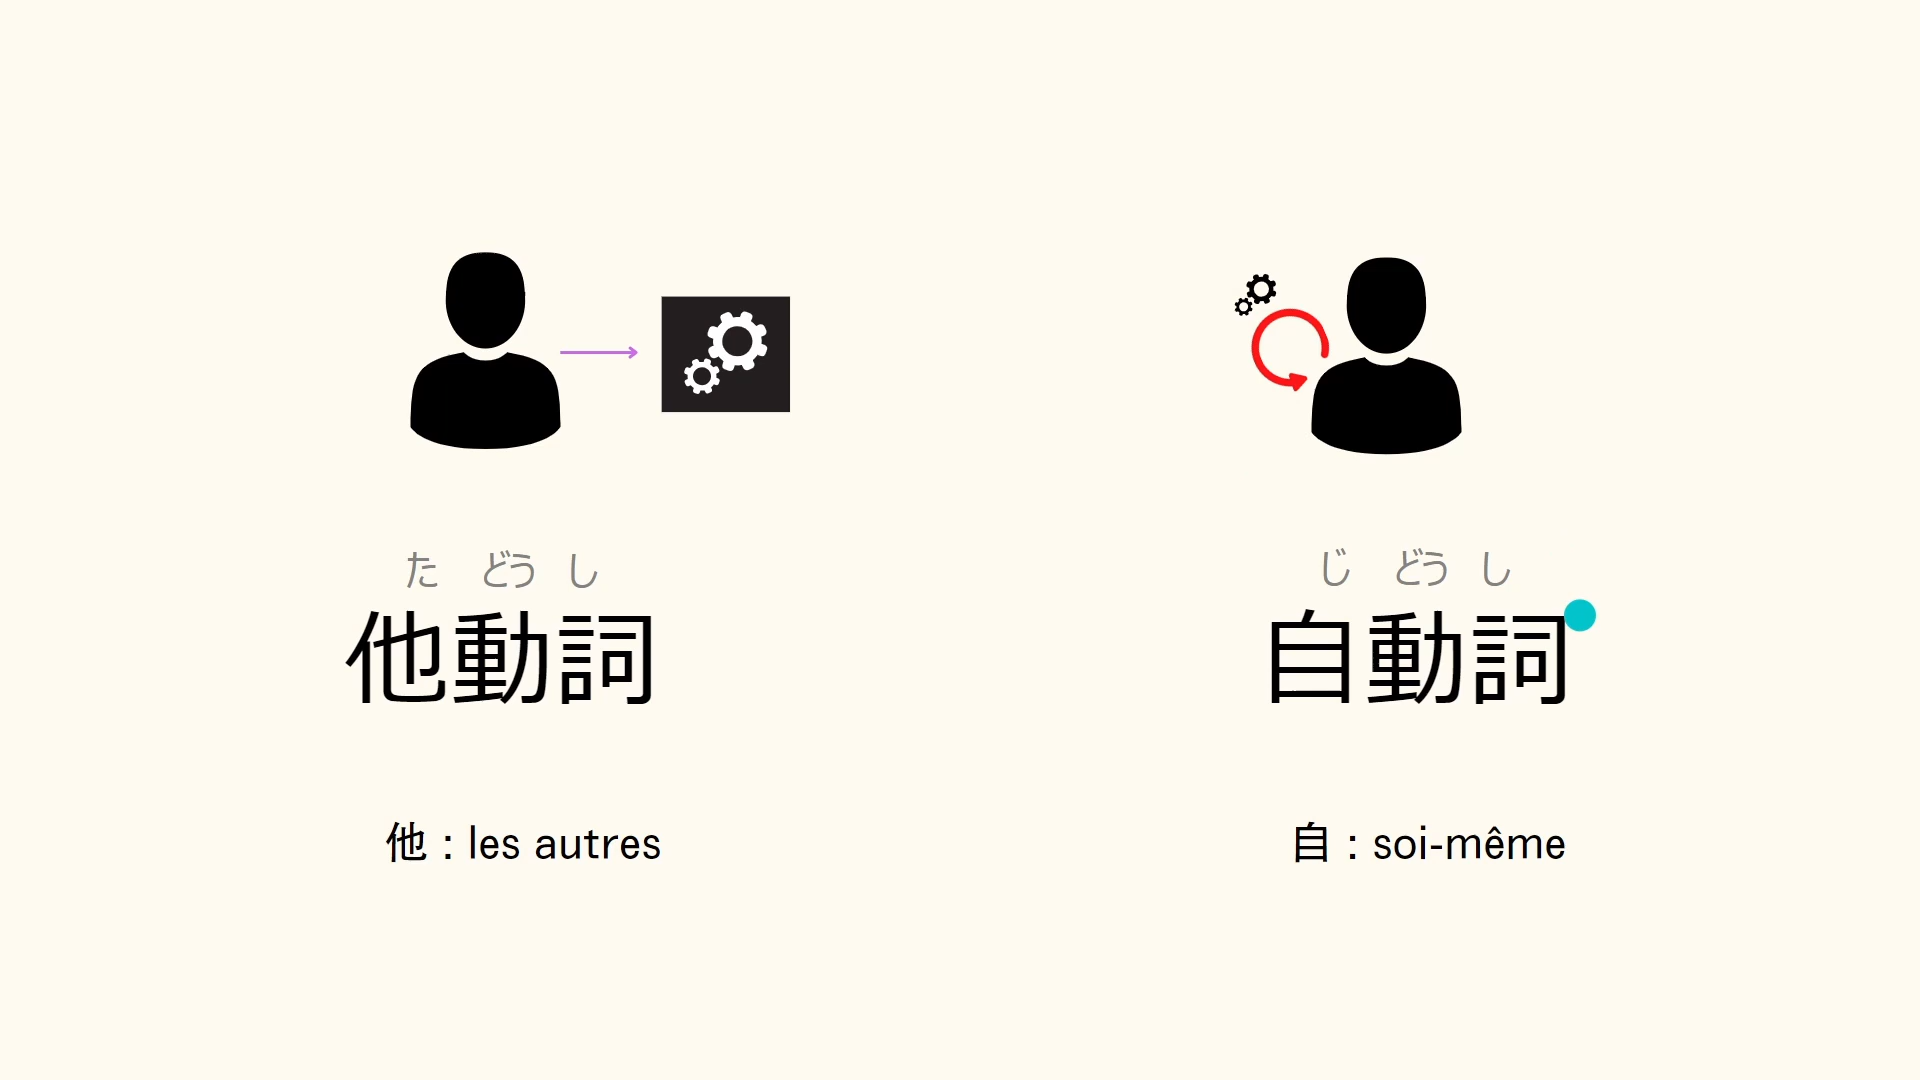 た どう し
他動詞
他 : les autres
じ どう し
自動詞
自 : soi-même